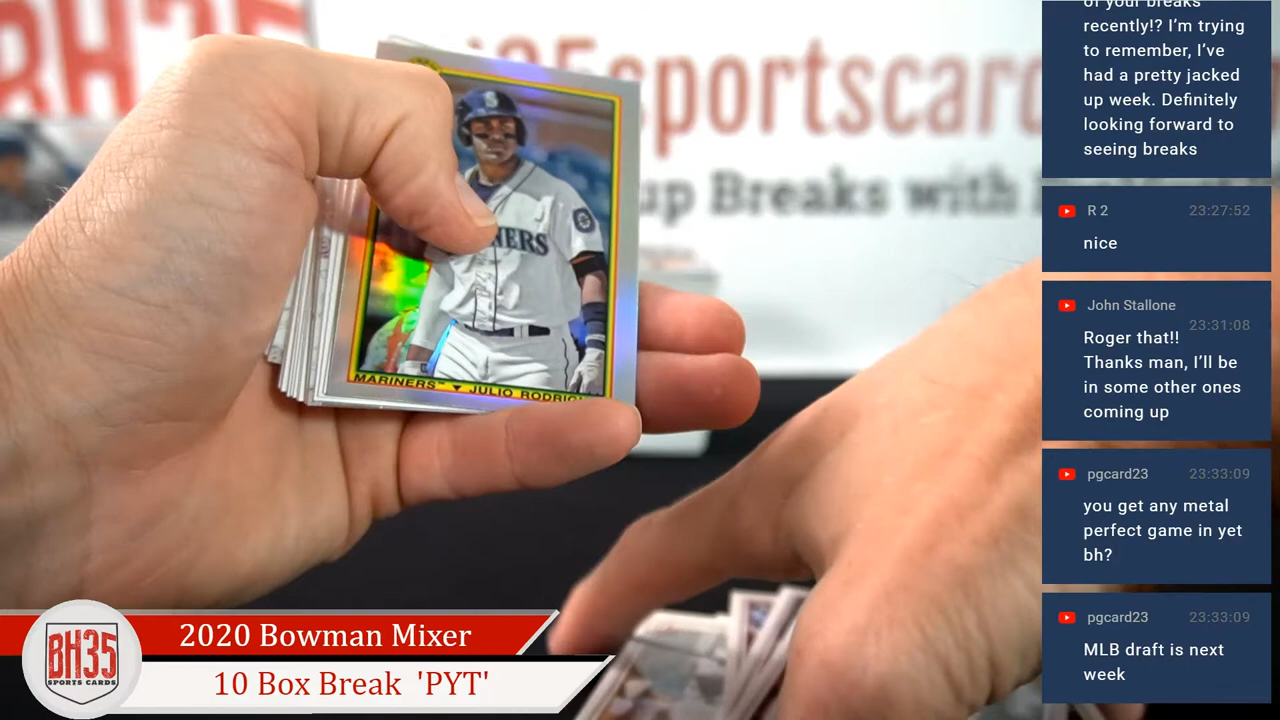 BH35
i35sportscard
up Breaks with
S
NERS
MARINERS™ ▼ JULIO RODRIG
2020 Bowman Mixer
10 Box Break 'PYT'
BH35
SPORTS CARDS
of your breaks
recently!? I'm trying
to remember, I've
had a pretty jacked
up week. Definitely
looking forward to
seeing breaks
R 2 23:27:52
nice
John Stallone
23:31:08
Roger that!!
Thanks man, I'll be
in some other ones
coming up
pgcard23 23:33:09
you get any metal
perfect game in yet
bh?
pgcard23 23:33:09
MLB draft is next
week